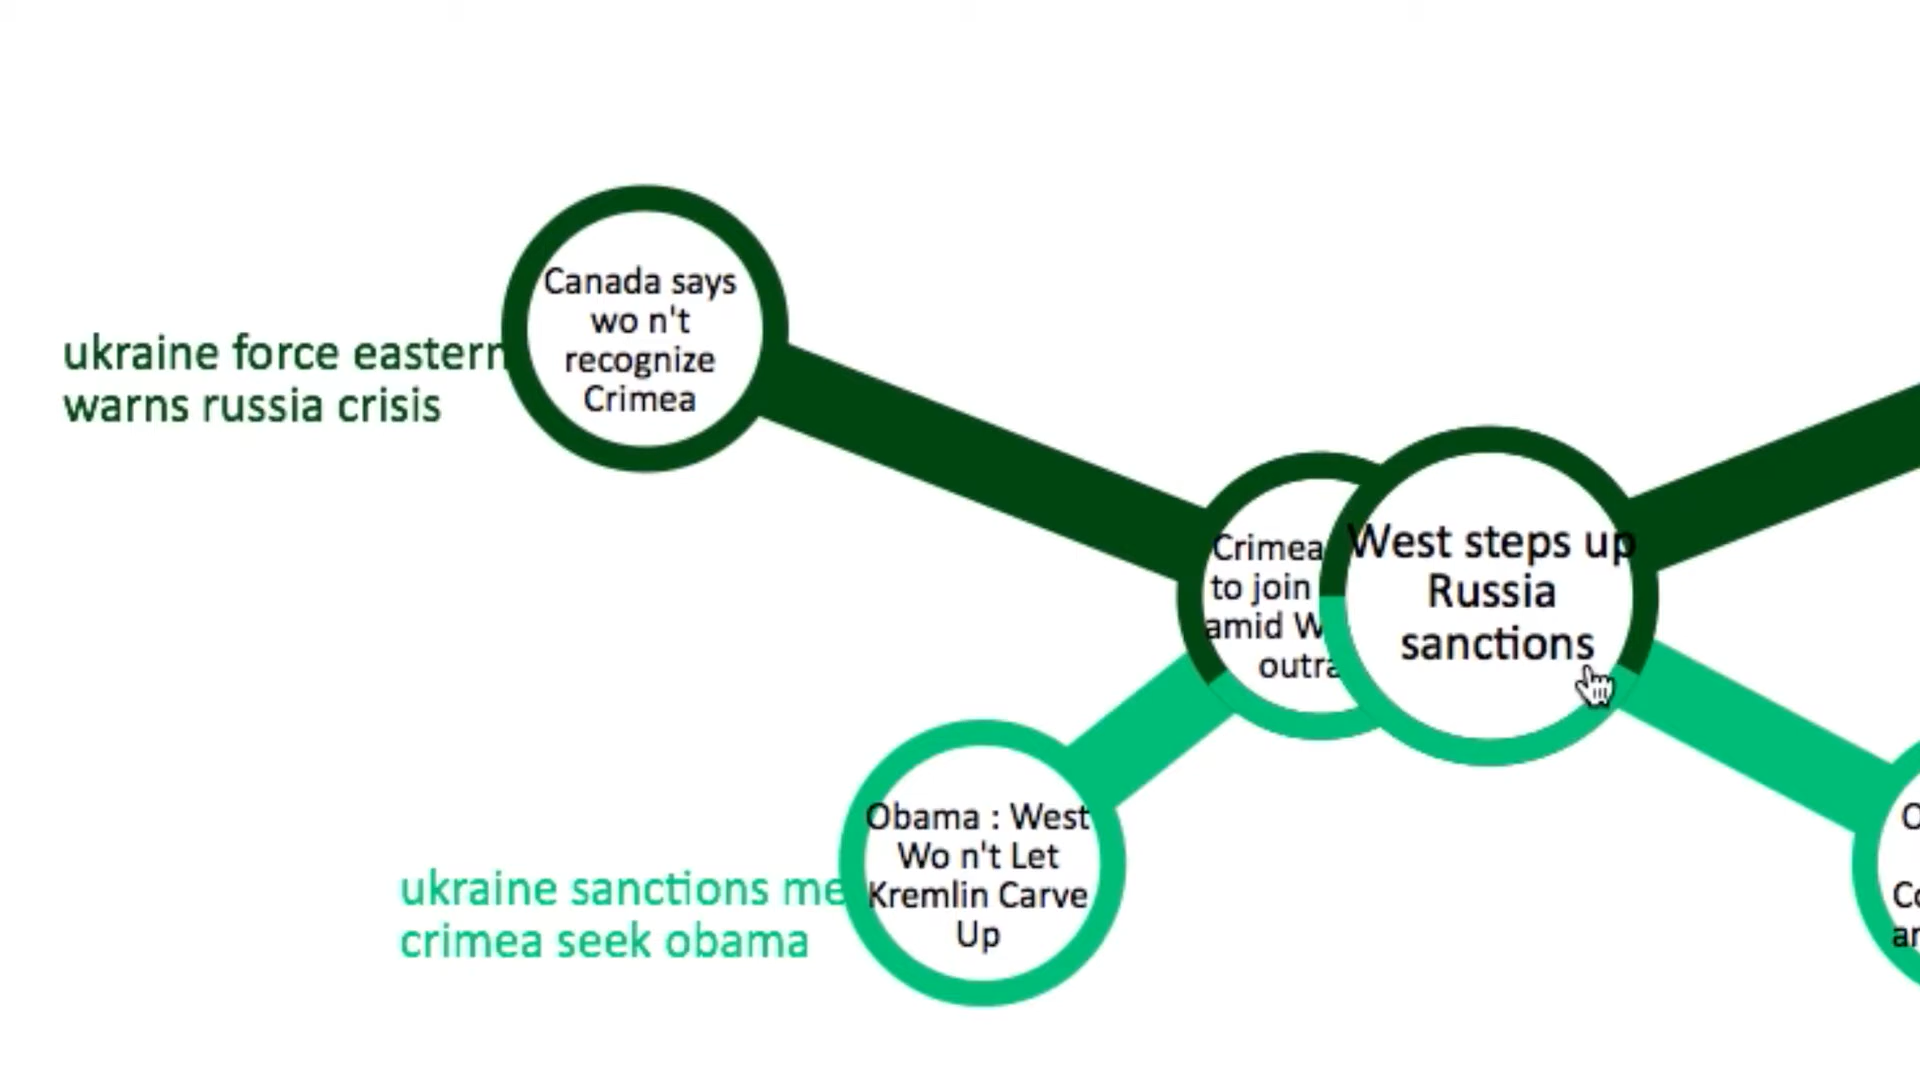 Canada says
wo n't
recognize
Crimea
ukraine force eastern
warns russia crisis
Crimea
to join
amid
West steps up
Russia
sanctions
Obama : West
Wo n't Let
Kremlin Carve
Up
ukraine sanctions
crimea seek obama